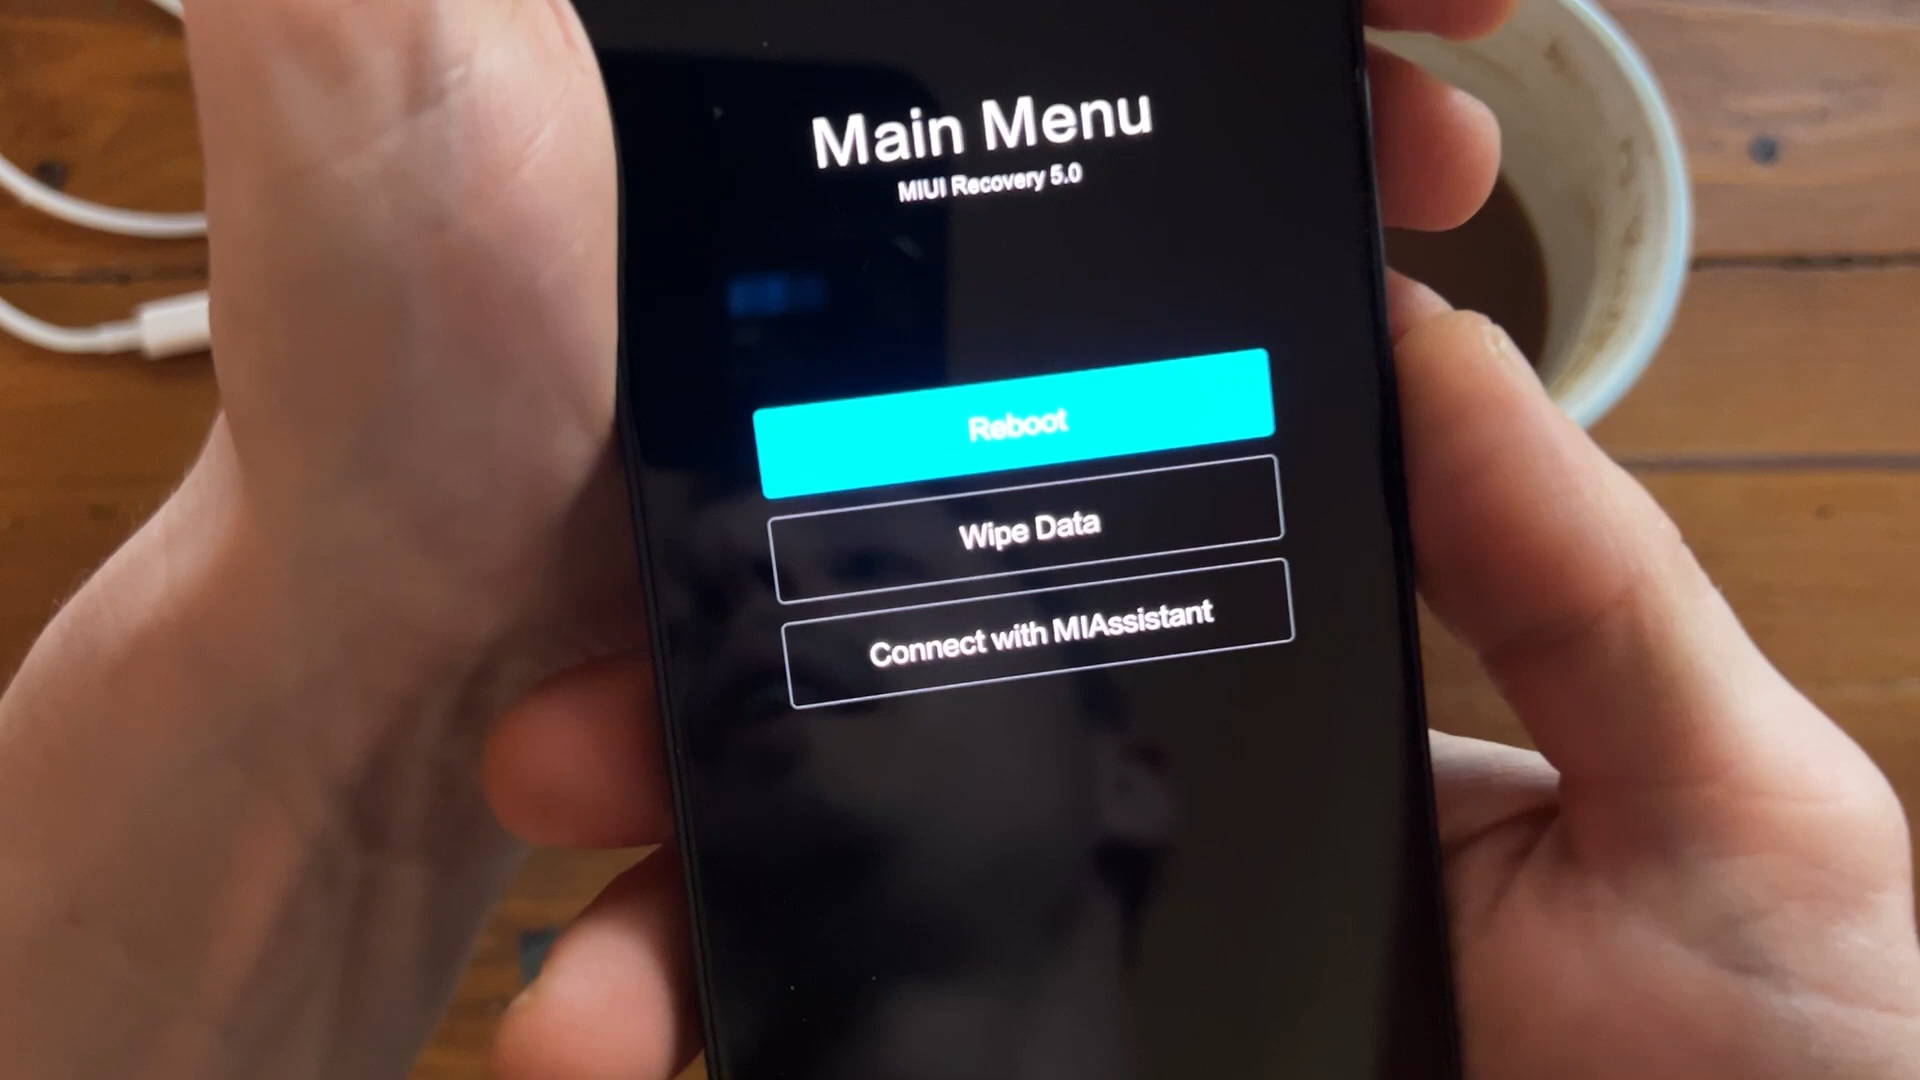 Main Menu
MIUI Recovery 5.0
Reboot
Wipe Data
Connect with MIAssistant